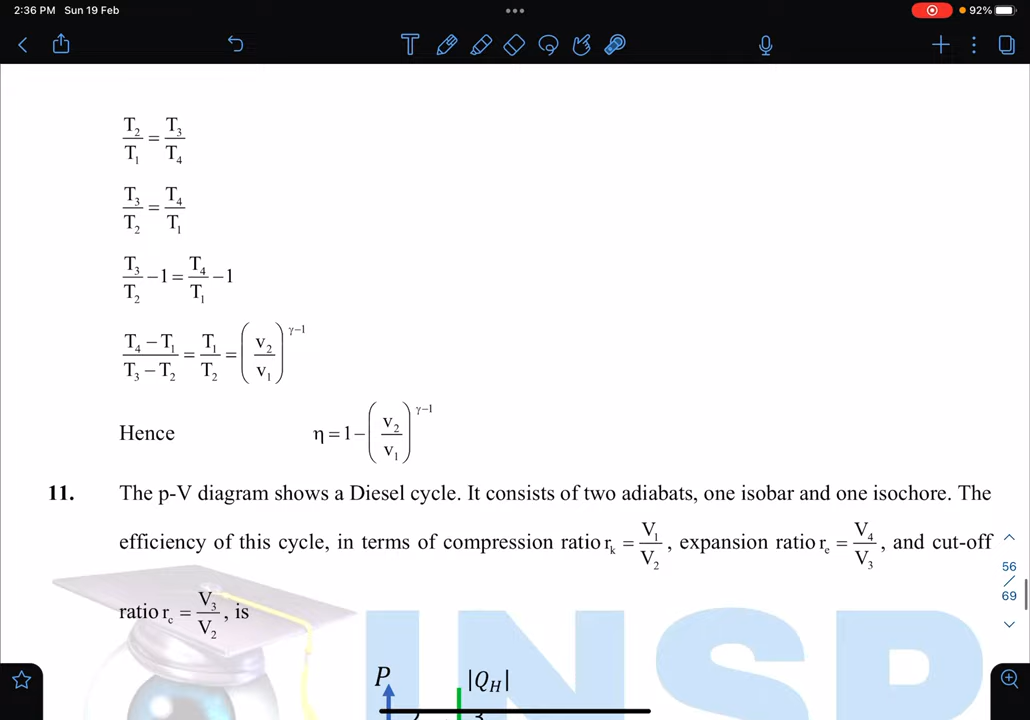 2:36 PM Sun 19 Feb
92%
T₂/T₁ = T₃/T₄
T₃/T₂ = T₄/T₁
T₃/T₂ − 1 = T₄/T₁ − 1
(T₄ − T₁)/(T₃ − T₂) = T₁/T₂ = (v₂/v₁)^(γ−1)
Hence η = 1 − (v₂/v₁)^(γ−1)
11. The p-V diagram shows a Diesel cycle. It consists of two adiabats, one isobar and one isochore. The
efficiency of this cycle, in terms of compression ratio r_k = V₁/V₂, expansion ratio r_e = V₄/V₃, and cut-off
ratio r_c = V₃/V₂, is
56
/
69
INSP
P |Q_H|
2 3